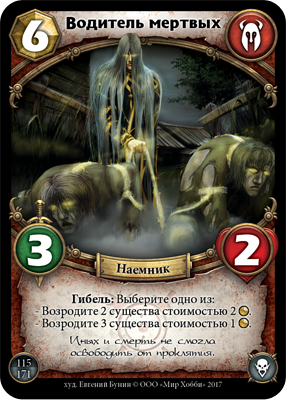 6
Водитель мертвых
3
2
Наемник
Гибель: Выберите одно из:
- Возродите 2 существа стоимостью 2
- Возродите 3 существа стоимостью 1
Иных и смерть не смогла
освободить от проклятия.
115
171
худ. Евгений Бунин © ООО «Мир Хобби» 2017